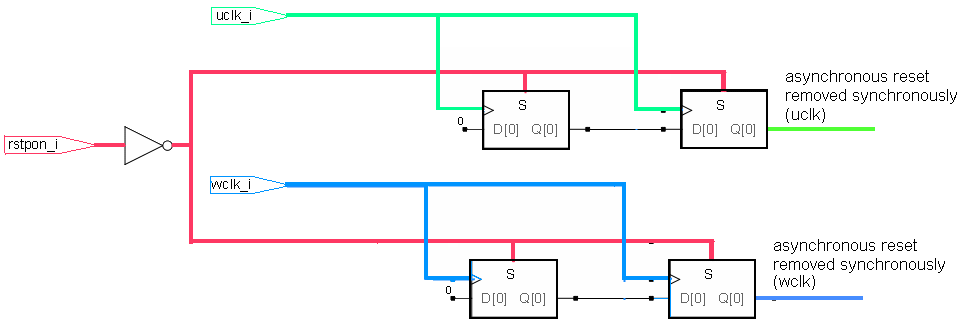 uclk_i
S
S
asynchronous reset
removed synchronously
(uclk)
0
D[0] Q[0]
D[0] Q[0]
rstpon_i
wclk_i
S
S
asynchronous reset
removed synchronously
(wclk)
0
D[0] Q[0]
D[0] Q[0]